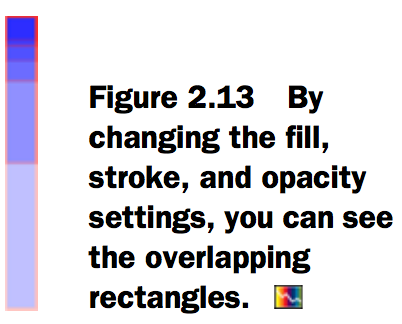 Figure 2.13 By
changing the fill,
stroke, and opacity
settings, you can see
the overlapping
rectangles.